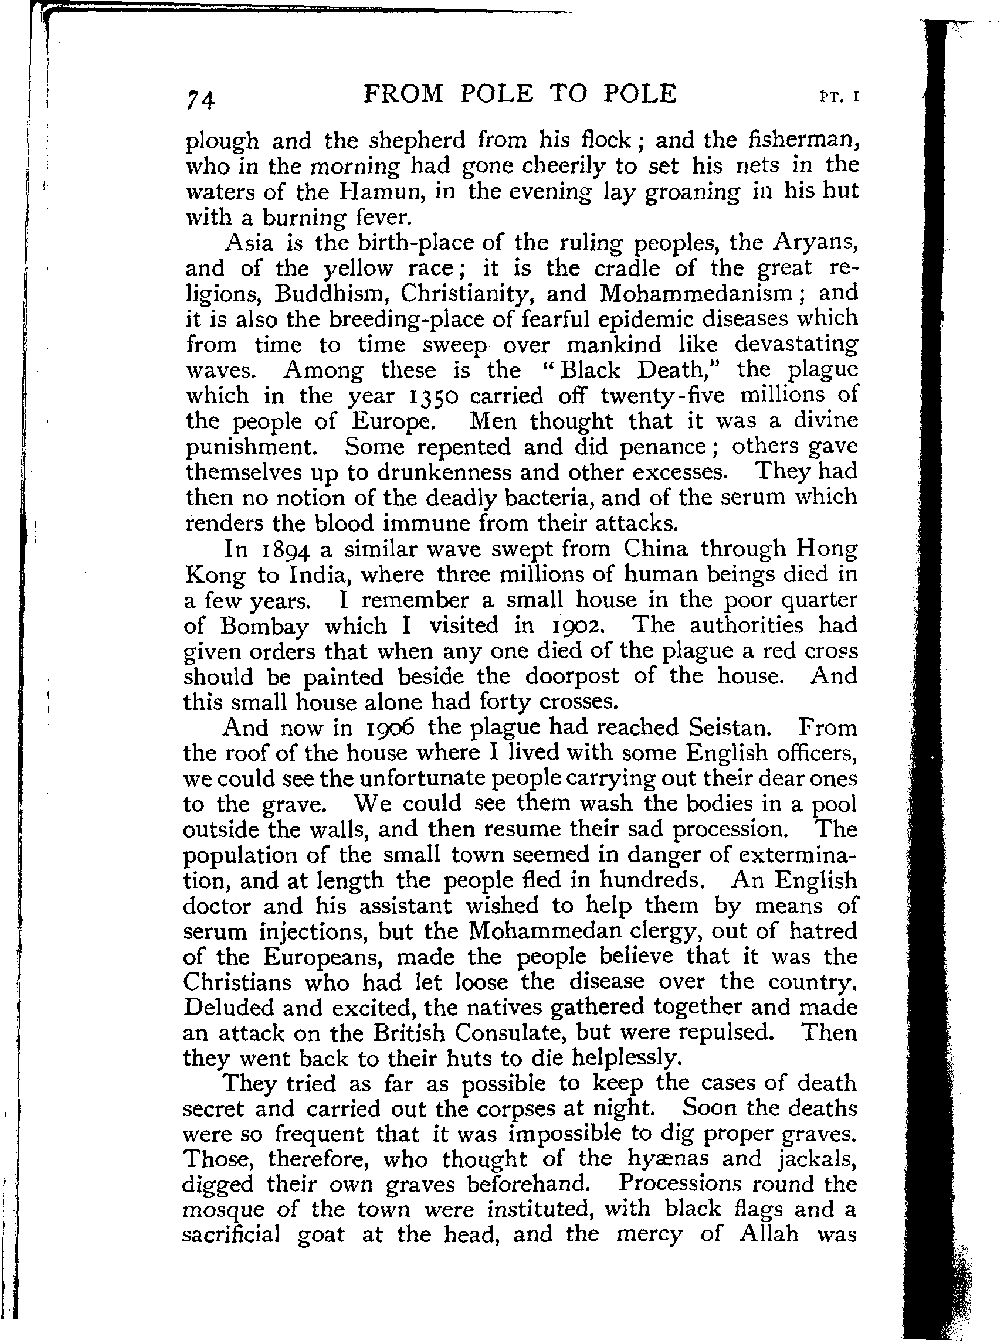 74 FROM POLE TO POLE PT. I
plough and the shepherd from his flock ; and the fisherman,
who in the morning had gone cheerily to set his nets in the
waters of the Hamun, in the evening lay groaning in his hut
with a burning fever.
Asia is the birth-place of the ruling peoples, the Aryans,
and of the yellow race ; it is the cradle of the great re-
ligions, Buddhism, Christianity, and Mohammedanism ; and
it is also the breeding-place of fearful epidemic diseases which
from time to time sweep over mankind like devastating
waves. Among these is the “Black Death,” the plague
which in the year 1350 carried off twenty-five millions of
the people of Europe. Men thought that it was a divine
punishment. Some repented and did penance ; others gave
themselves up to drunkenness and other excesses. They had
then no notion of the deadly bacteria, and of the serum which
renders the blood immune from their attacks.
In 1894 a similar wave swept from China through Hong
Kong to India, where three millions of human beings died in
a few years. I remember a small house in the poor quarter
of Bombay which I visited in 1902. The authorities had
given orders that when any one died of the plague a red cross
should be painted beside the doorpost of the house. And
this small house alone had forty crosses.
And now in 1906 the plague had reached Seistan. From
the roof of the house where I lived with some English officers,
we could see the unfortunate people carrying out their dear ones
to the grave. We could see them wash the bodies in a pool
outside the walls, and then resume their sad procession. The
population of the small town seemed in danger of extermina-
tion, and at length the people fled in hundreds. An English
doctor and his assistant wished to help them by means of
serum injections, but the Mohammedan clergy, out of hatred
of the Europeans, made the people believe that it was the
Christians who had let loose the disease over the country.
Deluded and excited, the natives gathered together and made
an attack on the British Consulate, but were repulsed. Then
they went back to their huts to die helplessly.
They tried as far as possible to keep the cases of death
secret and carried out the corpses at night. Soon the deaths
were so frequent that it was impossible to dig proper graves.
Those, therefore, who thought of the hyænas and jackals,
digged their own graves beforehand. Processions round the
mosque of the town were instituted, with black flags and a
sacrificial goat at the head, and the mercy of Allah was